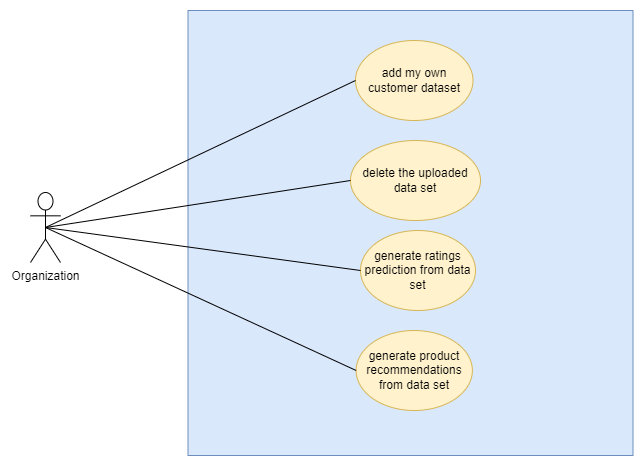 add my own
customer dataset
delete the uploaded
data set
generate ratings
prediction from data
set
Organization
generate product
recommendations
from data set